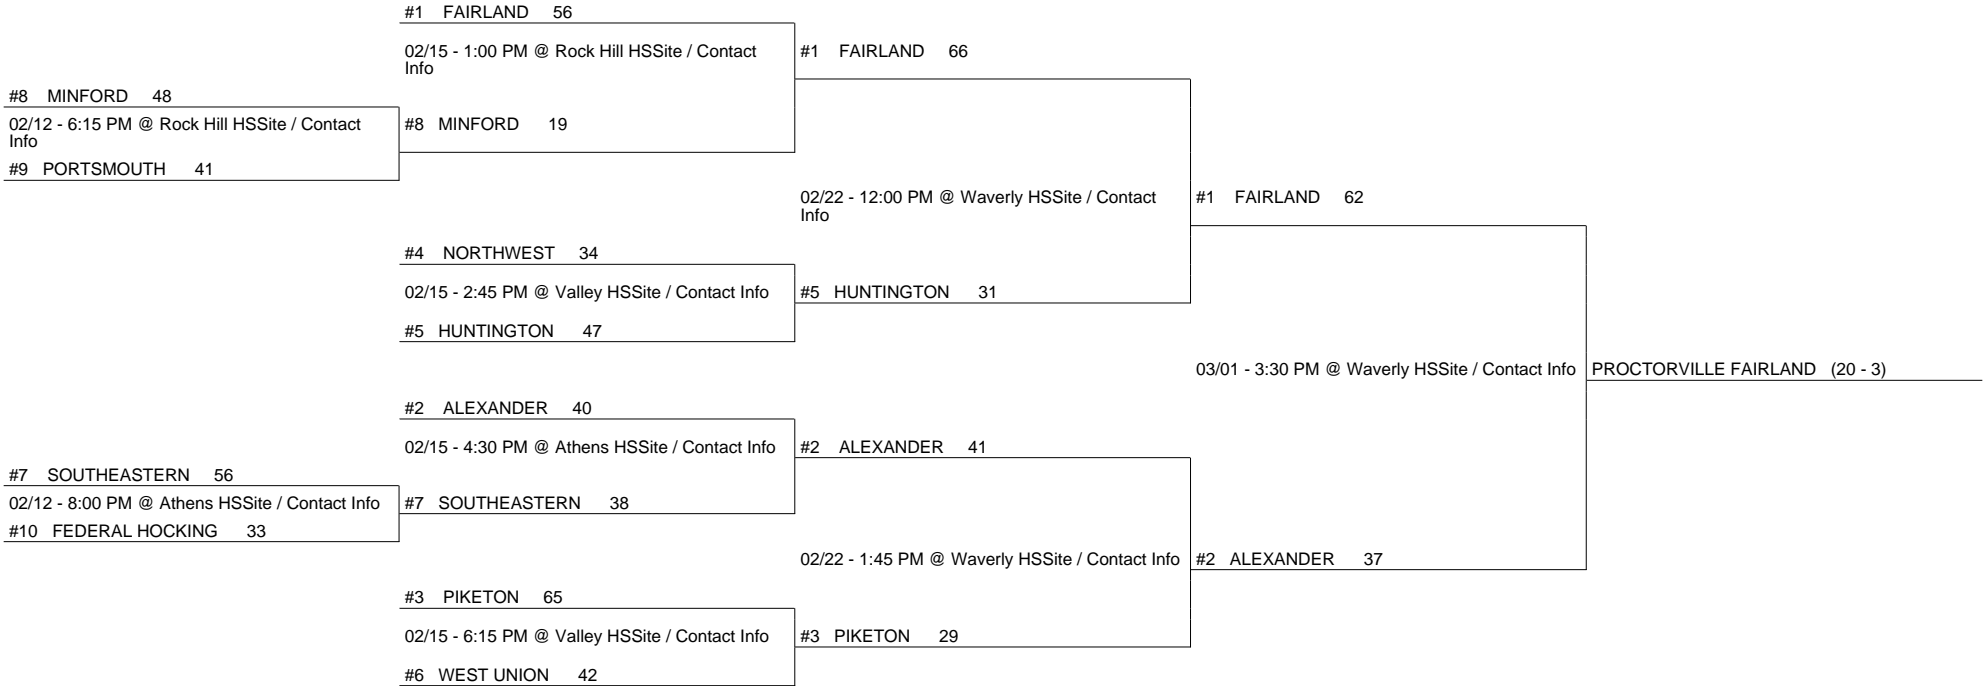 #1 FAIRLAND 56
02/15 - 1:00 PM @ Rock Hill HSSite / Contact
Info
#1 FAIRLAND 66
#8 MINFORD 48
02/12 - 6:15 PM @ Rock Hill HSSite / Contact
Info
#8 MINFORD 19
#9 PORTSMOUTH 41
02/22 - 12:00 PM @ Waverly HSSite / Contact
Info
#1 FAIRLAND 62
#4 NORTHWEST 34
02/15 - 2:45 PM @ Valley HSSite / Contact Info
#5 HUNTINGTON 31
#5 HUNTINGTON 47
03/01 - 3:30 PM @ Waverly HSSite / Contact Info
PROCTORVILLE FAIRLAND (20 - 3)
#2 ALEXANDER 40
02/15 - 4:30 PM @ Athens HSSite / Contact Info
#2 ALEXANDER 41
#7 SOUTHEASTERN 56
02/12 - 8:00 PM @ Athens HSSite / Contact Info
#7 SOUTHEASTERN 38
#10 FEDERAL HOCKING 33
02/22 - 1:45 PM @ Waverly HSSite / Contact Info
#2 ALEXANDER 37
#3 PIKETON 65
02/15 - 6:15 PM @ Valley HSSite / Contact Info
#3 PIKETON 29
#6 WEST UNION 42